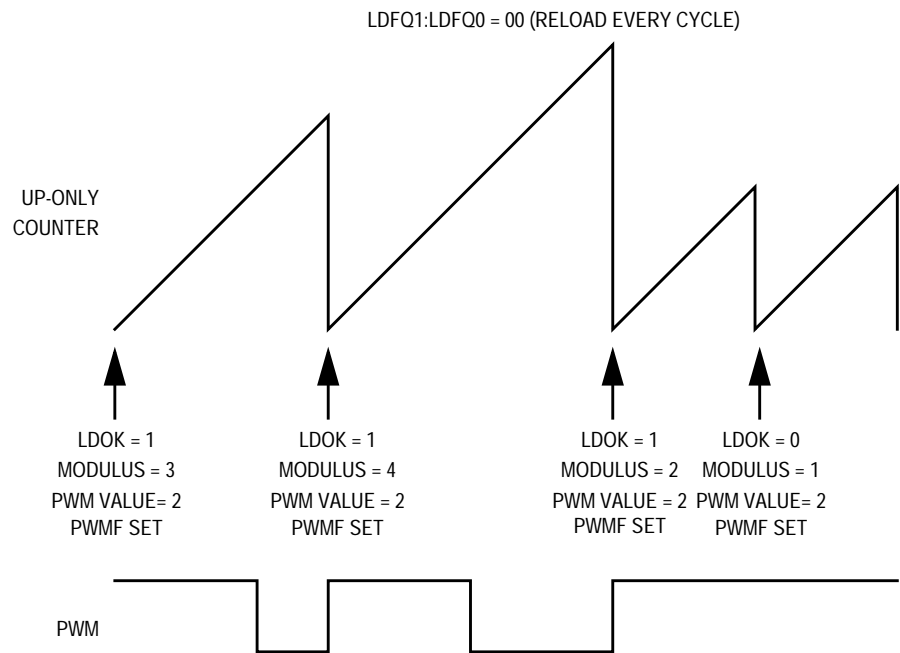 LDFQ1:LDFQ0 = 00 (RELOAD EVERY CYCLE)
UP-ONLY
COUNTER
LDOK = 1
MODULUS = 3
PWM VALUE= 2
PWMF SET
LDOK = 1
MODULUS = 4
PWM VALUE= 2
PWMF SET
LDOK = 1
MODULUS = 2
PWM VALUE = 2
PWMF SET
LDOK = 0
MODULUS = 1
PWM VALUE= 2
PWMF SET
PWM